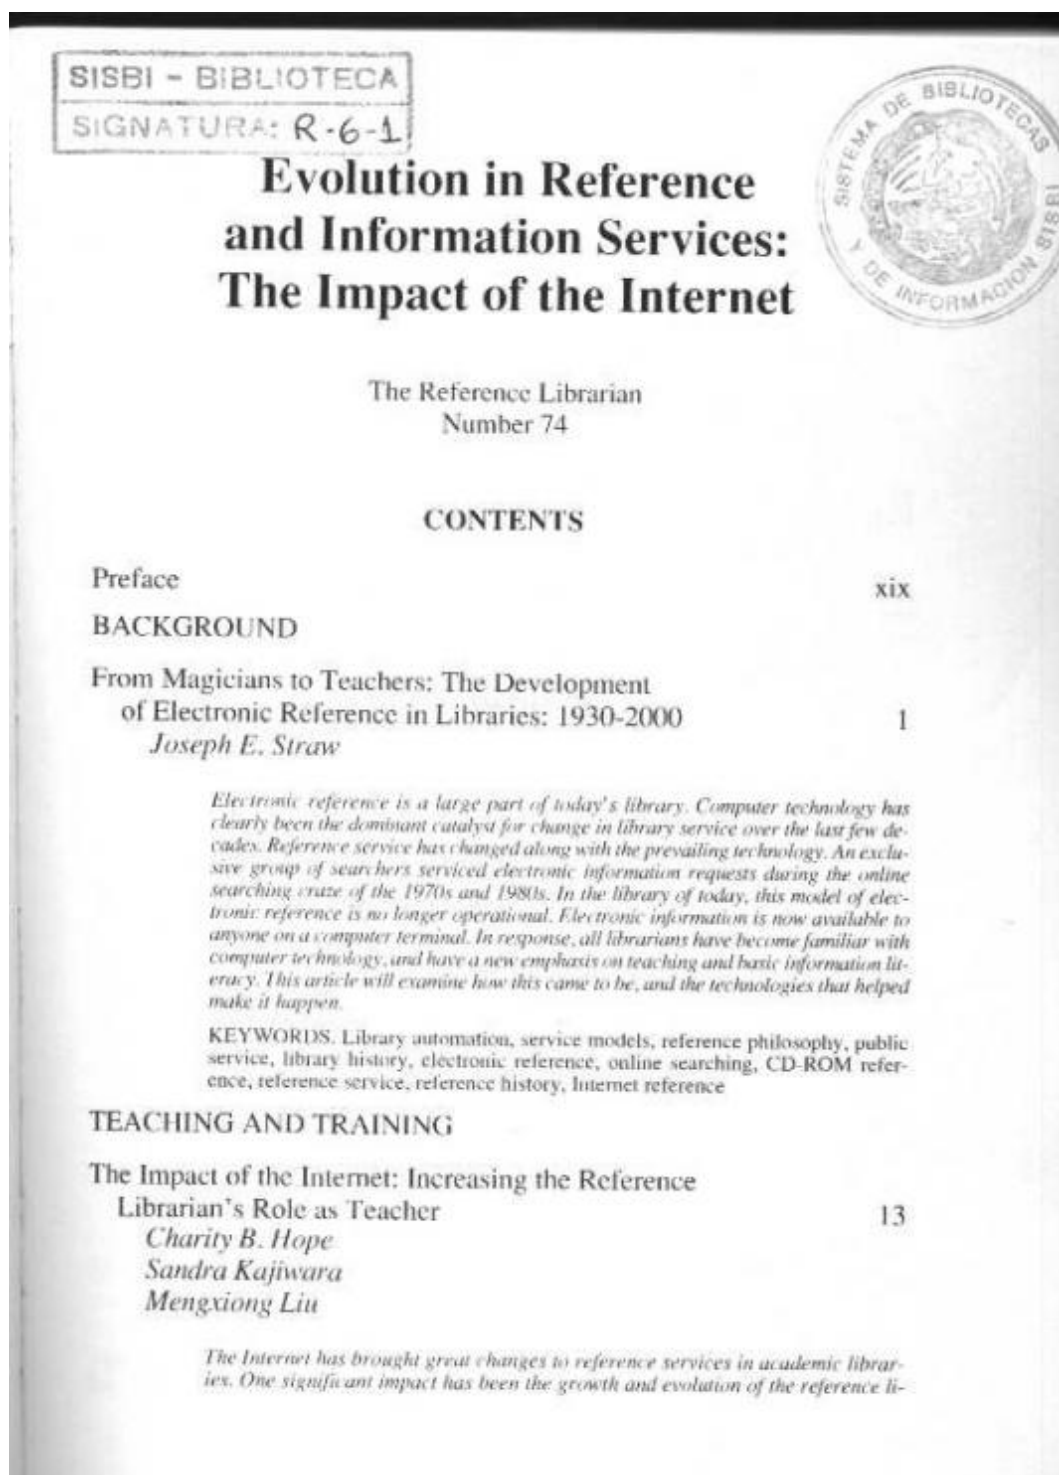 SISBI - BIBLIOTECA
SIGNATURA: R-6-1
SISTEMA DE BIBLIOTECAS
Y DE INFORMACION SISBI
Evolution in Reference
and Information Services:
The Impact of the Internet
The Reference Librarian
Number 74
CONTENTS
Preface xix
BACKGROUND
From Magicians to Teachers: The Development
of Electronic Reference in Libraries: 1930-2000 1
Joseph E. Straw
Electronic reference is a large part of today's library. Computer technology has
clearly been the dominant catalyst for change in library service over the last few de-
cades. Reference service has changed along with the prevailing technology. An exclu-
sive group of searchers serviced electronic information requests during the online
searching craze of the 1970s and 1980s. In the library of today, this model of elec-
tronic reference is no longer operational. Electronic information is now available to
anyone on a computer terminal. In response, all librarians have become familiar with
computer technology, and have a new emphasis on teaching and basic information lit-
eracy. This article will examine how this came to be, and the technologies that helped
make it happen.
KEYWORDS. Library automation, service models, reference philosophy, public
service, library history, electronic reference, online searching, CD-ROM refer-
ence, reference service, reference history, Internet reference
TEACHING AND TRAINING
The Impact of the Internet: Increasing the Reference
Librarian's Role as Teacher 13
Charity B. Hope
Sandra Kajiwara
Mengxiong Liu
The Internet has brought great changes to reference services in academic librar-
ies. One significant impact has been the growth and evolution of the reference li-